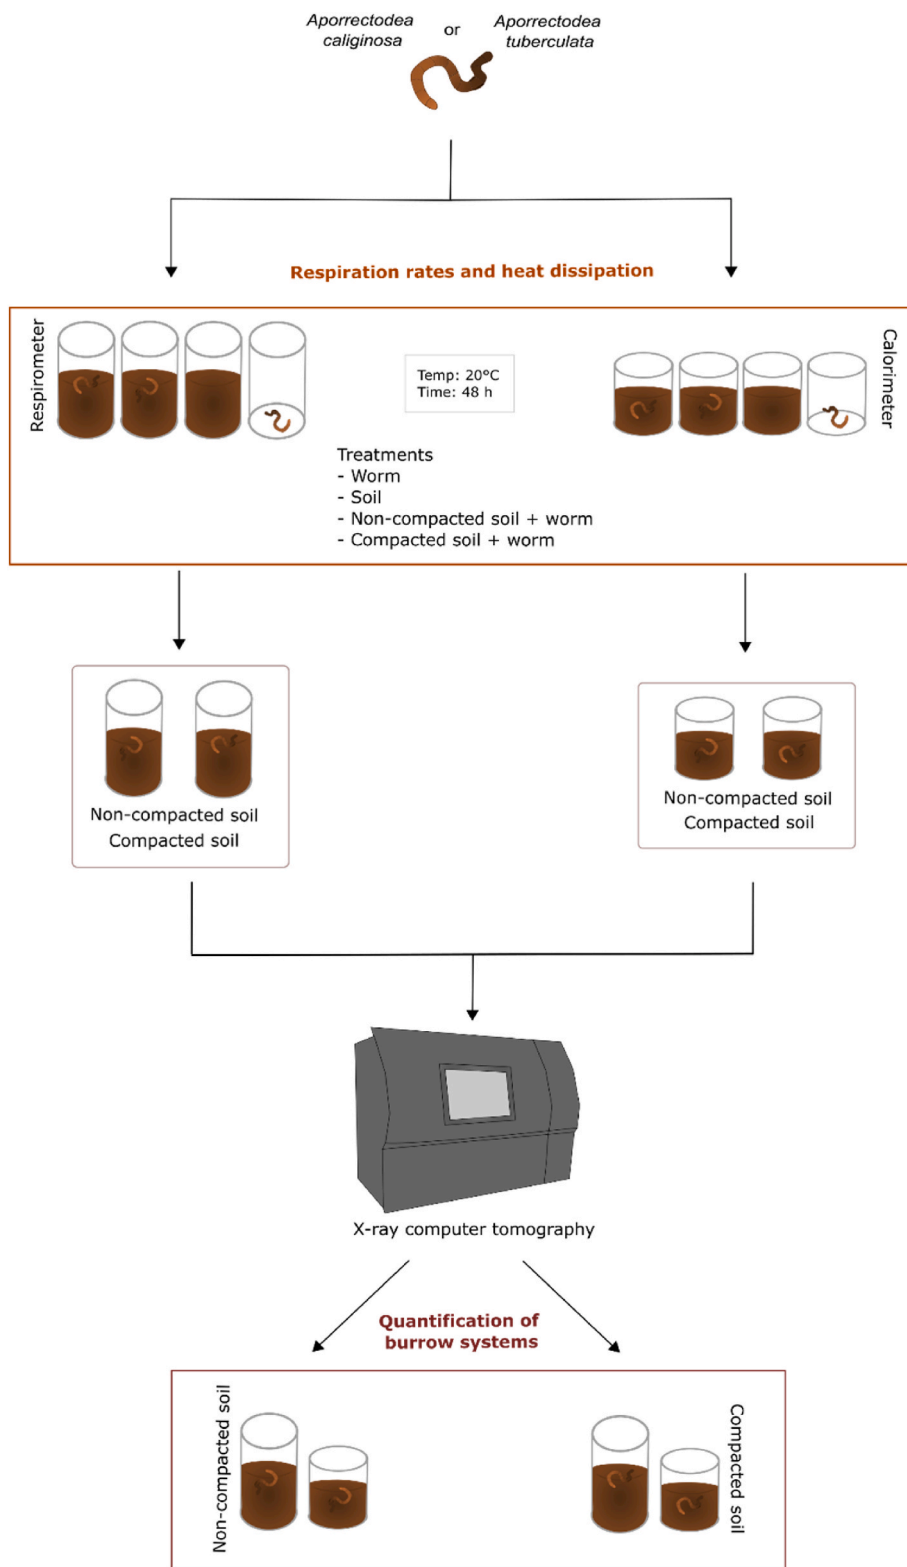 Aporrectodea caliginosa or Aporrectodea tuberculata
Respiration rates and heat dissipation
Respirometer
Temp: 20°C
Time: 48 h
Calorimeter
Treatments
- Worm
- Soil
- Non-compacted soil + worm
- Compacted soil + worm
Non-compacted soil
Compacted soil
Non-compacted soil
Compacted soil
X-ray computer tomography
Quantification of
burrow systems
Non-compacted soil
Compacted soil